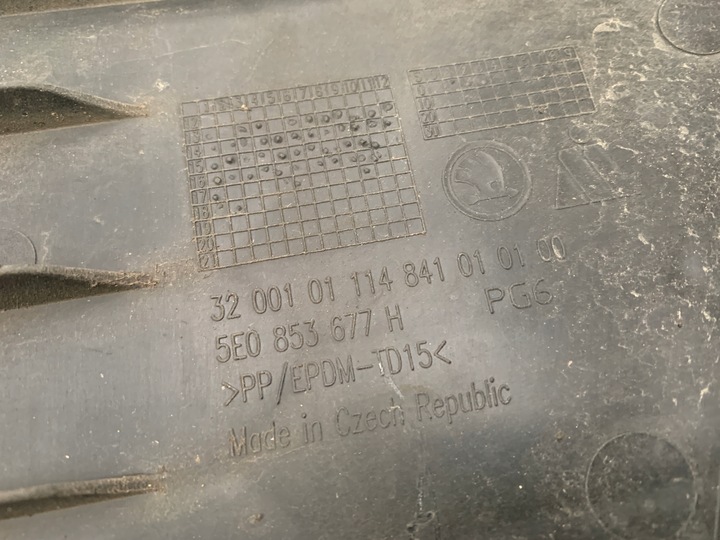 32 001 01 114 841 01 01 00
5E0 853 677 H PG6
>PP/EPDM-TD15<
Made in Czech Republic